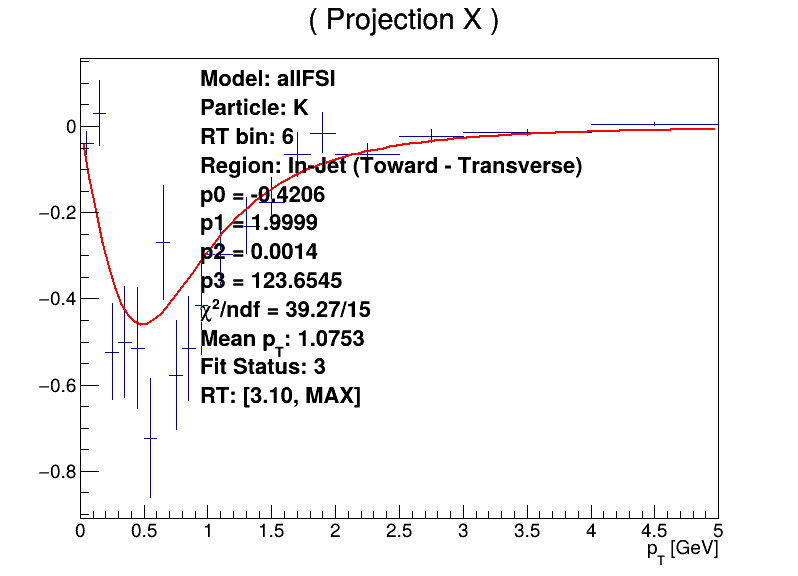 ( Projection X )
Model: allFSI
Particle: K
RT bin: 6
Region: In-Jet (Toward - Transverse)
p0 = -0.4206
p1 = 1.9999
p2 = 0.0014
p3 = 123.6545
χ²/ndf = 39.27/15
Mean p_T: 1.0753
Fit Status: 3
RT: [3.10, MAX]
0
−0.2
−0.4
−0.6
−0.8
0 0.5 1 1.5 2 2.5 3 3.5 4 4.5 5
p_T [GeV]